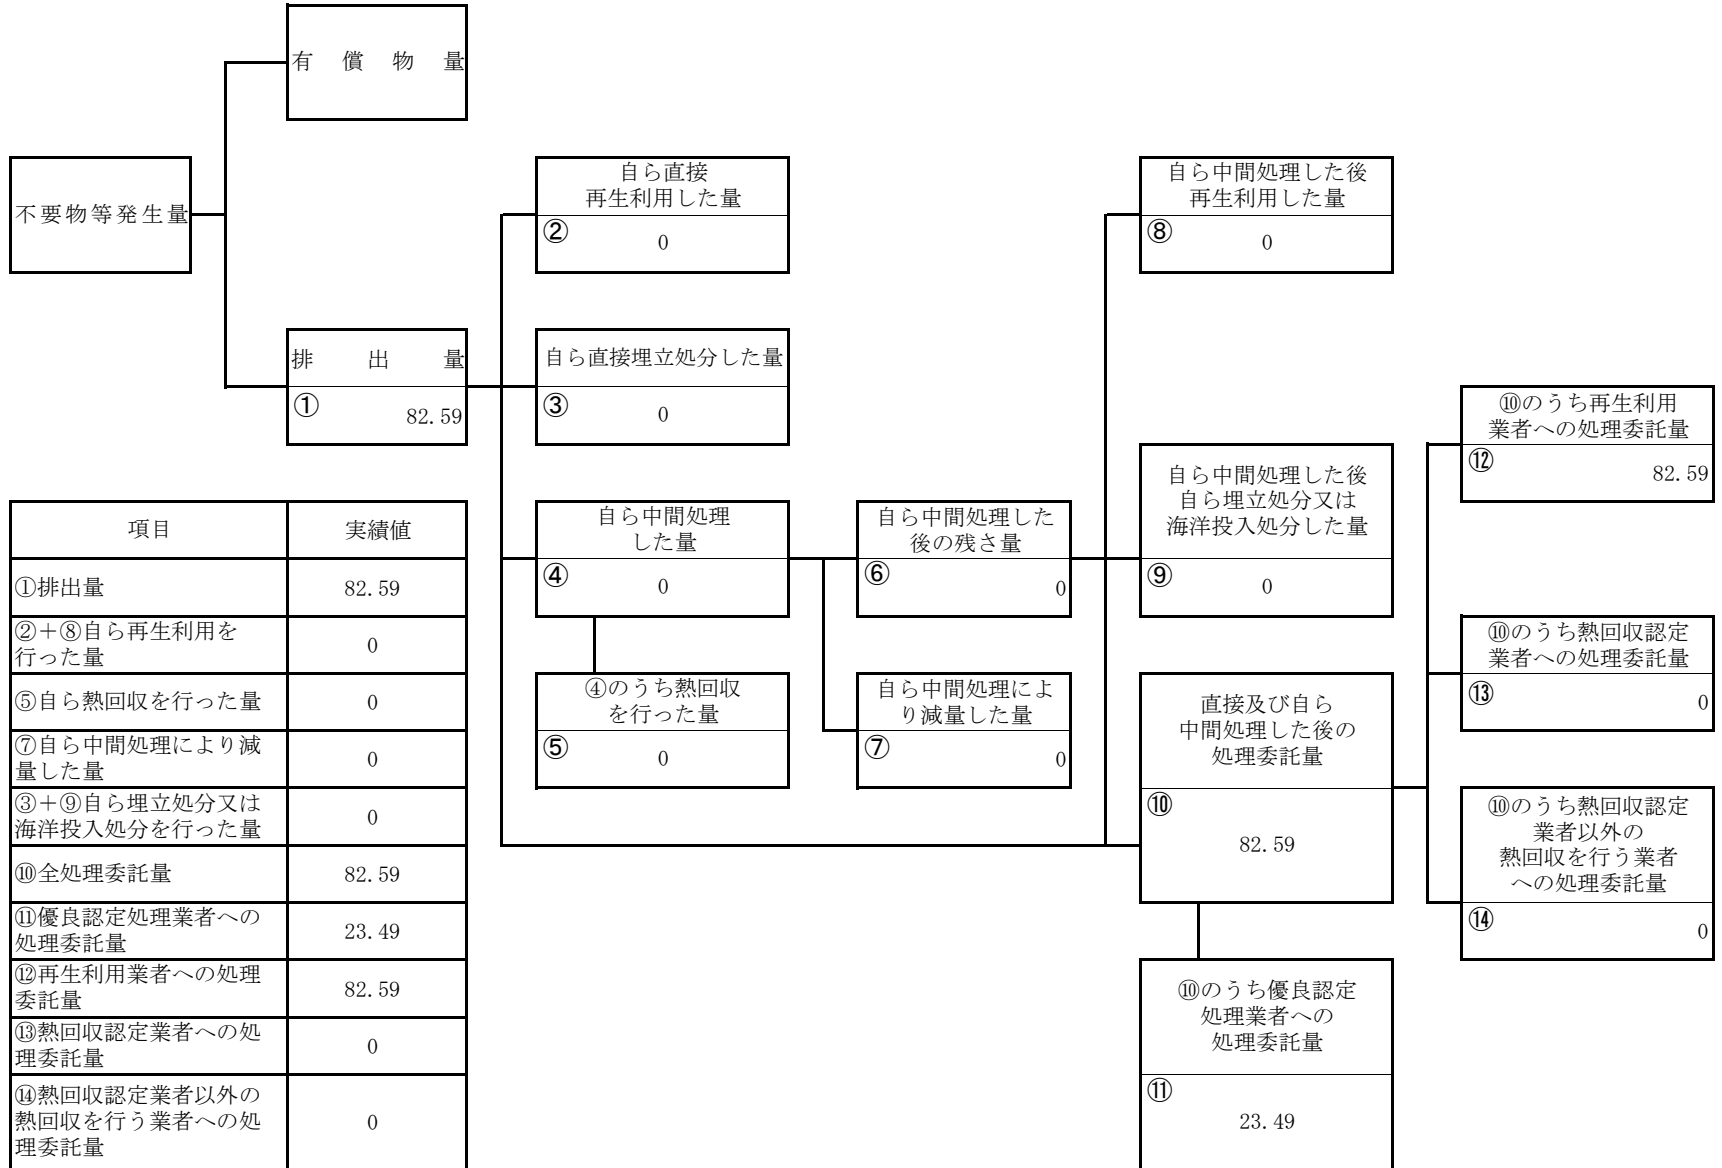 有償物量
不要物等発生量
排出量
①
82.59
自ら直接
再生利用した量
②
0
自ら直接埋立処分した量
③
0
自ら中間処理
した量
④
0
④のうち熱回収
を行った量
⑤
0
自ら中間処理した
後の残さ量
⑥
0
自ら中間処理によ
り減量した量
⑦
0
自ら中間処理した後
再生利用した量
⑧
0
自ら中間処理した後
自ら埋立処分又は
海洋投入処分した量
⑨
0
直接及び自ら
中間処理した後の
処理委託量
⑩
82.59
⑩のうち優良認定
処理業者への
処理委託量
⑪
23.49
⑩のうち再生利用
業者への処理委託量
⑫
82.59
⑩のうち熱回収認定
業者への処理委託量
⑬
0
⑩のうち熱回収認定
業者以外の
熱回収を行う業者
への処理委託量
⑭
0
項目 実績値
①排出量 82.59
②＋⑧自ら再生利用を
行った量
0
⑤自ら熱回収を行った量 0
⑦自ら中間処理により減
量した量
0
③＋⑨自ら埋立処分又は
海洋投入処分を行った量
0
⑩全処理委託量 82.59
⑪優良認定処理業者への
処理委託量
23.49
⑫再生利用業者への処理
委託量
82.59
⑬熱回収認定業者への処
理委託量
0
⑭熱回収認定業者以外の
熱回収を行う業者への処
理委託量
0